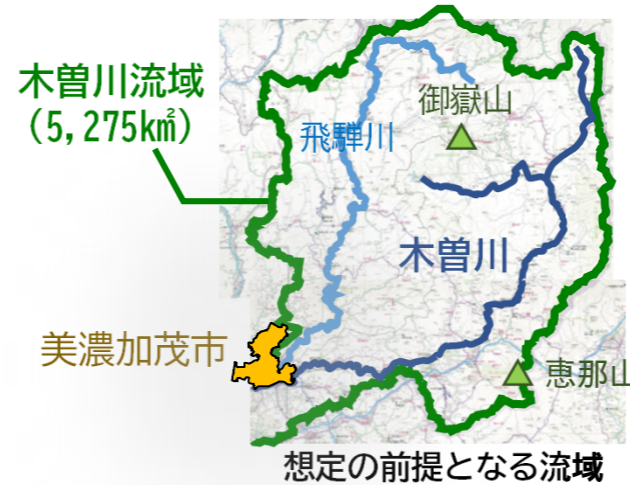 木曽川流域
(5,275k㎡)
御嶽山
飛騨川
木曽川
美濃加茂市
恵那山
想定の前提となる流域